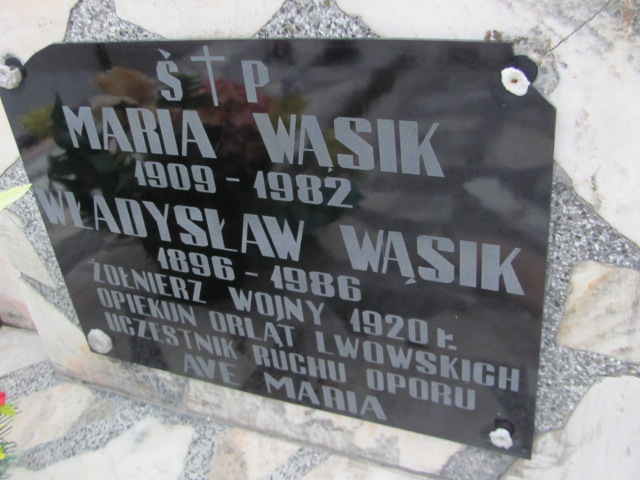 Ś † P
MARIA WĄSIK
1909 - 1982
WŁADYSŁAW WĄSIK
1896 - 1986
ŻOŁNIERZ WOJNY 1920 r.
OPIEKUN ORLĄT LWOWSKICH
UCZESTNIK RUCHU OPORU
AVE MARIA